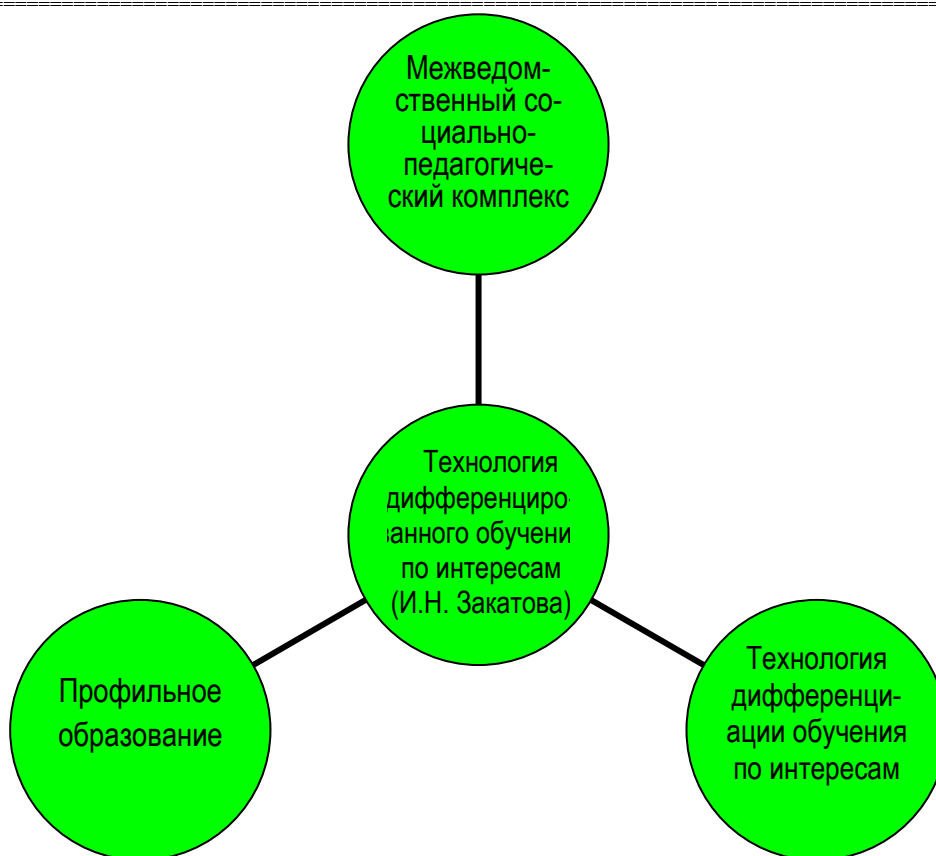 Межведом-
ственный со-
циально-
педагогиче-
ский комплекс
Технология
дифференциро-
ванного обучени
по интересам
(И.Н. Закатова)
Профильное
образование
Технология
дифференци-
ации обучения
по интересам